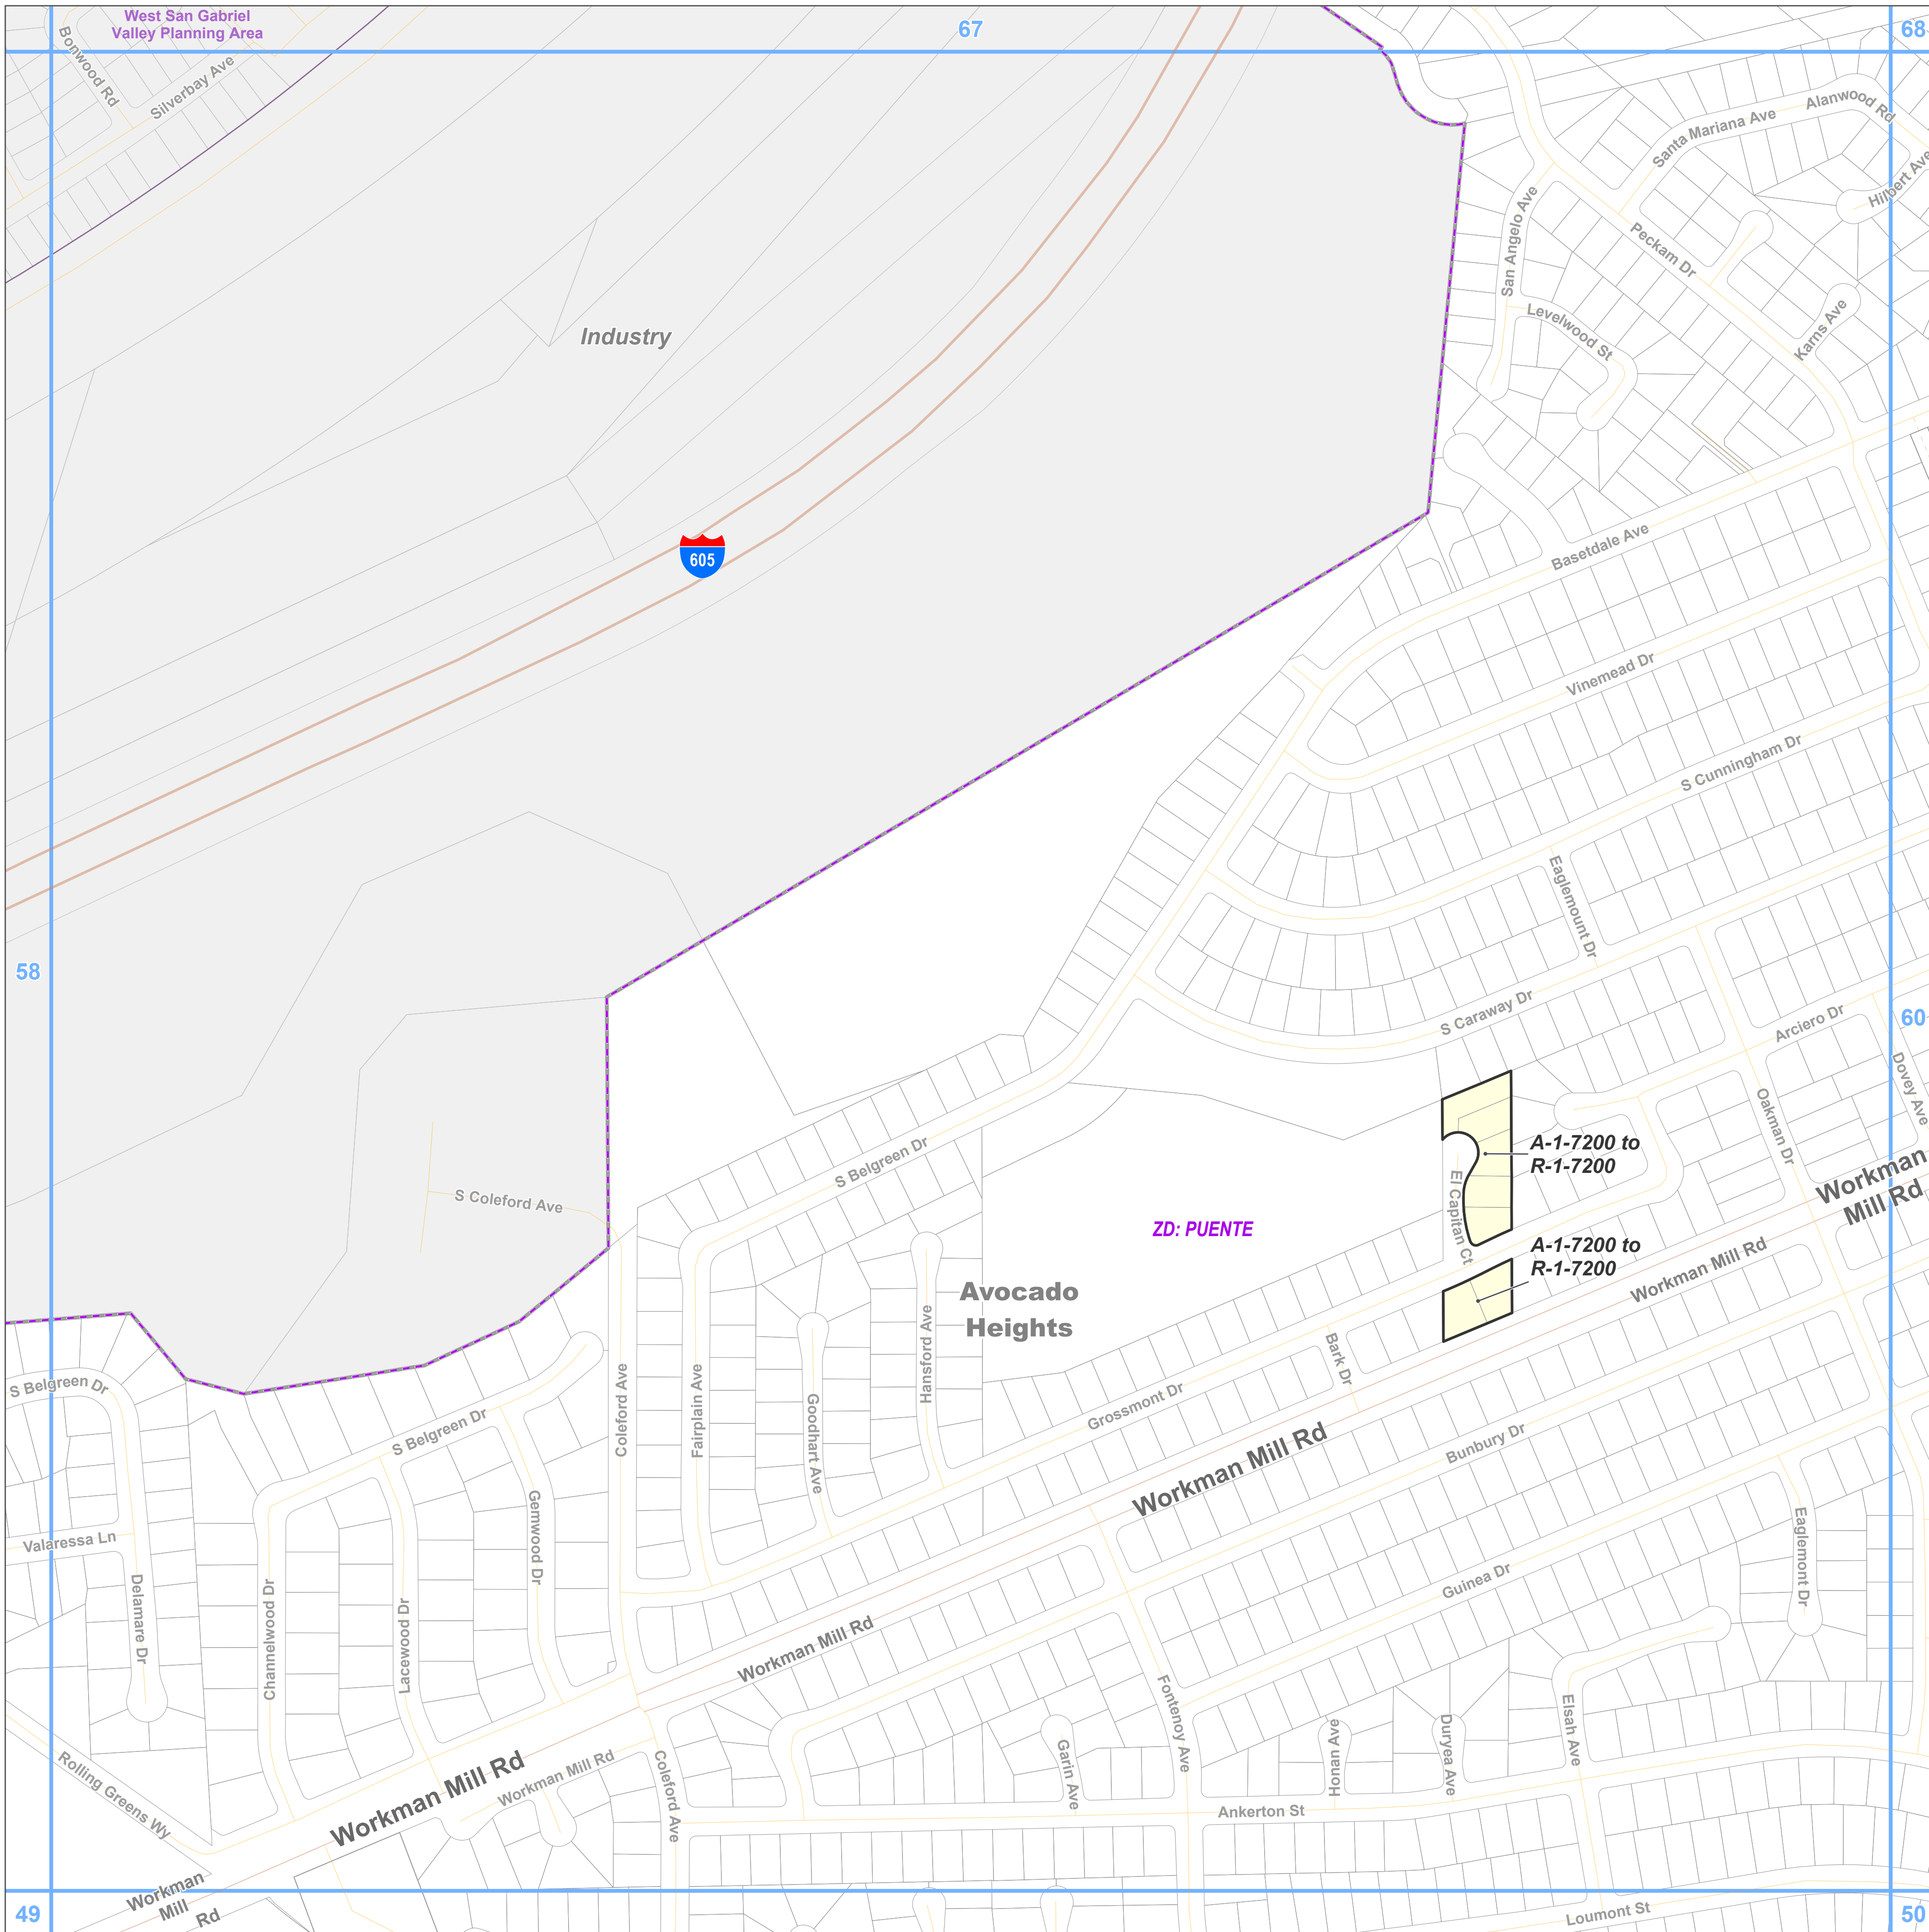 West San Gabriel
Valley Planning Area
67
68
Bonwood Rd
Silverbay Ave
Alanwood Rd
Santa Mariana Ave
Hilbert Ave
San Angelo Ave
Peckam Dr
Industry
Levelwood St
Karns Ave
605
Basetdale Ave
Vinemead Dr
S Cunningham Dr
Eaglemount Dr
58
S Caraway Dr
Arciero Dr
60
Dovey Ave
Oakman Dr
A-1-7200 to
R-1-7200
S Belgreen Dr
El Capitan Ct
Workman
Mill Rd
S Coleford Ave
ZD: PUENTE
A-1-7200 to
R-1-7200
Workman Mill Rd
Avocado
Heights
Hansford Ave
Bark Dr
S Belgreen Dr
Coleford Ave
Fairplain Ave
Goodhart Ave
Grossmont Dr
S Belgreen Dr
Workman Mill Rd
Bunbury Dr
Gemwood Dr
Valaressa Ln
Eaglemont Dr
Guinea Dr
Delamare Dr
Channelwood Dr
Lacewood Dr
Workman Mill Rd
Fontenoy Ave
Elsah Ave
Garin Ave
Honan Ave
Duryea Ave
Rolling Greens Wy
Workman Mill Rd
Workman Mill Rd
Coleford Ave
Ankerton St
Workman
Mill
Rd
49
Loumont St
50